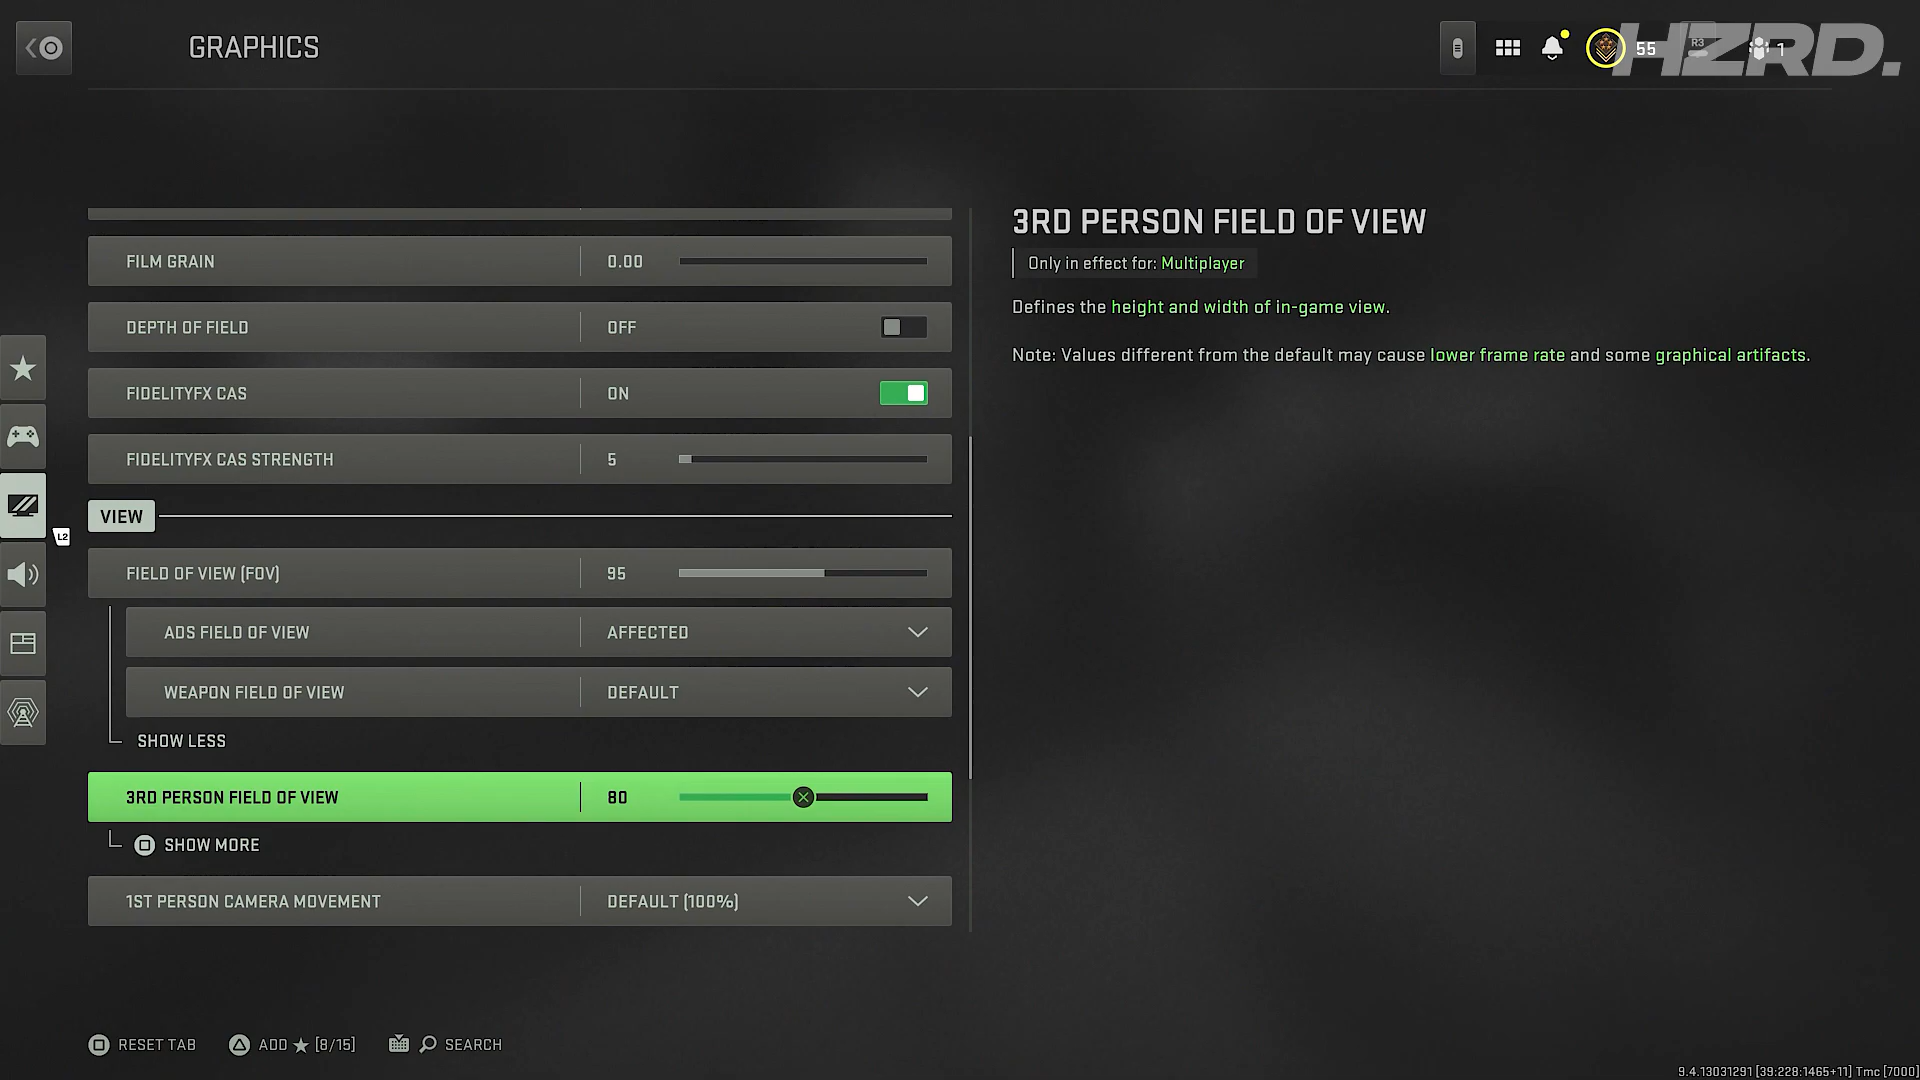 GRAPHICS
55
R3
1
HZRD.
FILM GRAIN 0.00
DEPTH OF FIELD OFF
FIDELITYFX CAS ON
FIDELITYFX CAS STRENGTH 5
VIEW
L2
FIELD OF VIEW (FOV) 95
ADS FIELD OF VIEW AFFECTED
WEAPON FIELD OF VIEW DEFAULT
SHOW LESS
3RD PERSON FIELD OF VIEW 80
SHOW MORE
1ST PERSON CAMERA MOVEMENT DEFAULT (100%)
3RD PERSON FIELD OF VIEW
Only in effect for: Multiplayer
Defines the height and width of in-game view.
Note: Values different from the default may cause lower frame rate and some graphical artifacts.
RESET TAB ADD ★ [8/15] SEARCH
9.4.13031291 [39:228:1465+11] Tmc [7000]